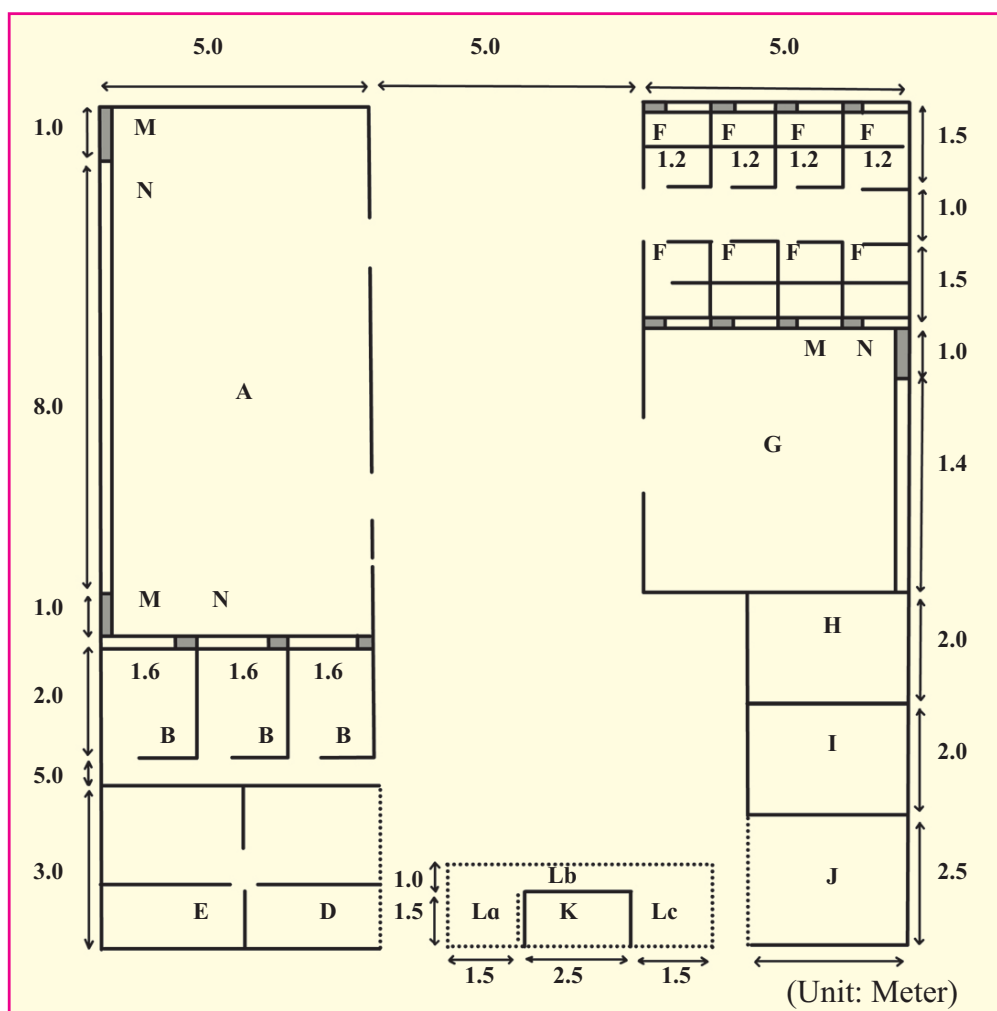 5.0 5.0 5.0
1.0 M F F F F 1.5
1.2 1.2 1.2 1.2
N 1.0
F F F F
1.5
M N 1.0
A
8.0 G 1.4
1.0 M N
H 2.0
1.6 1.6 1.6
2.0
B B B I 2.0
5.0
3.0 1.0 Lb J 2.5
E D 1.5 La K Lc
1.5 2.5 1.5
(Unit: Meter)